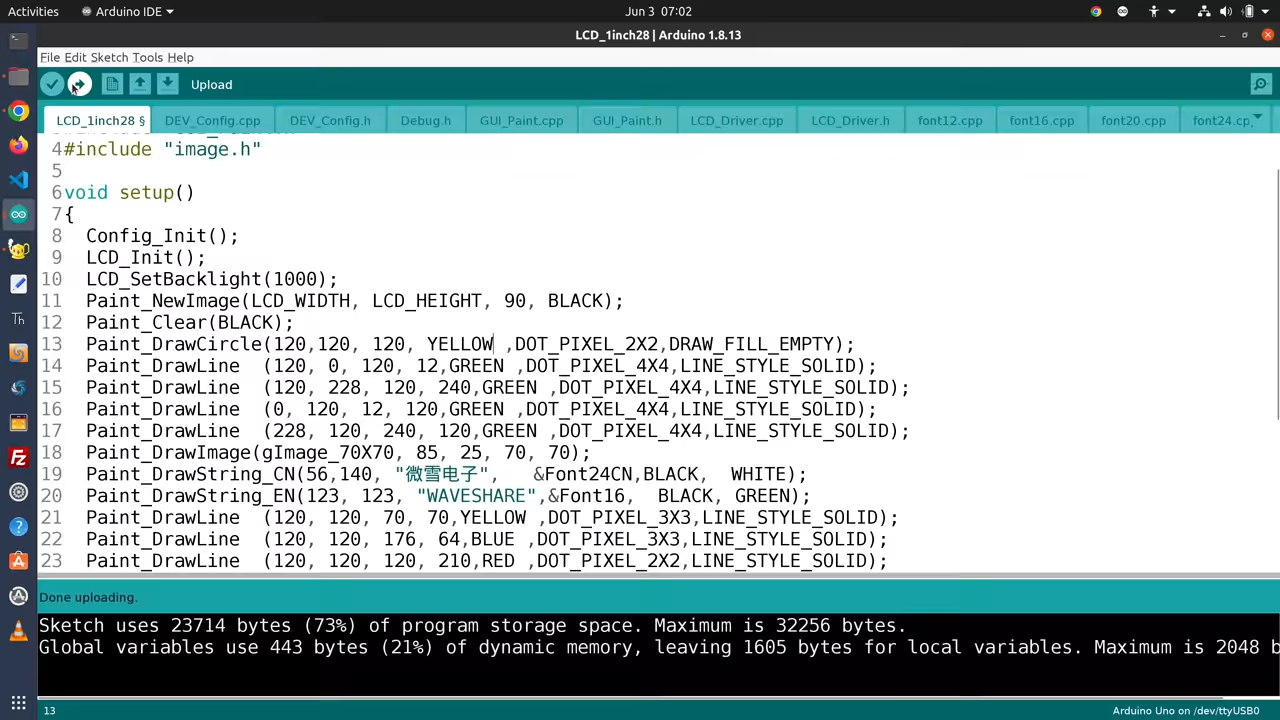 Activities Arduino IDE Jun 3 07:02
LCD_1inch28 | Arduino 1.8.13
File Edit Sketch Tools Help
Upload
LCD_1inch28 § DEV_Config.cpp DEV_Config.h Debug.h GUI_Paint.cpp GUI_Paint.h LCD_Driver.cpp LCD_Driver.h font12.cpp font16.cpp font20.cpp font24.cp
4 #include "image.h"
5
6 void setup()
7 {
8 Config_Init();
9 LCD_Init();
10 LCD_SetBacklight(1000);
11 Paint_NewImage(LCD_WIDTH, LCD_HEIGHT, 90, BLACK);
12 Paint_Clear(BLACK);
13 Paint_DrawCircle(120,120, 120, YELLOW ,DOT_PIXEL_2X2,DRAW_FILL_EMPTY);
14 Paint_DrawLine (120, 0, 120, 12,GREEN ,DOT_PIXEL_4X4,LINE_STYLE_SOLID);
15 Paint_DrawLine (120, 228, 120, 240,GREEN ,DOT_PIXEL_4X4,LINE_STYLE_SOLID);
16 Paint_DrawLine (0, 120, 12, 120,GREEN ,DOT_PIXEL_4X4,LINE_STYLE_SOLID);
17 Paint_DrawLine (228, 120, 240, 120,GREEN ,DOT_PIXEL_4X4,LINE_STYLE_SOLID);
18 Paint_DrawImage(gImage_70X70, 85, 25, 70, 70);
19 Paint_DrawString_CN(56,140, "微雪电子", &Font24CN,BLACK, WHITE);
20 Paint_DrawString_EN(123, 123, "WAVESHARE",&Font16, BLACK, GREEN);
21 Paint_DrawLine (120, 120, 70, 70,YELLOW ,DOT_PIXEL_3X3,LINE_STYLE_SOLID);
22 Paint_DrawLine (120, 120, 176, 64,BLUE ,DOT_PIXEL_3X3,LINE_STYLE_SOLID);
23 Paint_DrawLine (120, 120, 120, 210,RED ,DOT_PIXEL_2X2,LINE_STYLE_SOLID);
Done uploading.
Sketch uses 23714 bytes (73%) of program storage space. Maximum is 32256 bytes.
Global variables use 443 bytes (21%) of dynamic memory, leaving 1605 bytes for local variables. Maximum is 2048 b
13 Arduino Uno on /dev/ttyUSB0